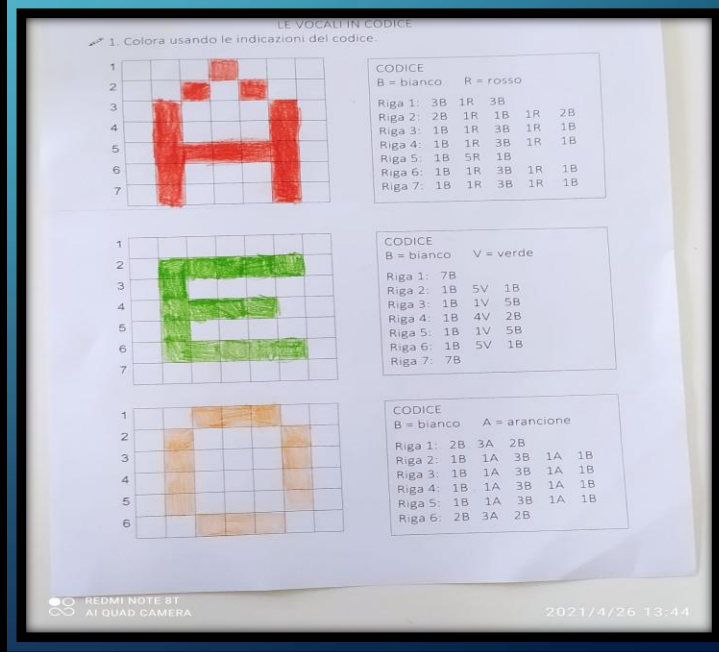 LE VOCALI IN CODICE
1. Colora usando le indicazioni del codice.
1
2
3
4
5
6
7
CODICE
B = bianco R = rosso
Riga 1: 3B 1R 3B
Riga 2: 2B 1R 1B 1R 2B
Riga 3: 1B 1R 3B 1R 1B
Riga 4: 1B 1R 3B 1R 1B
Riga 5: 1B 5R 1B
Riga 6: 1B 1R 3B 1R 1B
Riga 7: 1B 1R 3B 1R 1B
1
2
3
4
5
6
7
CODICE
B = bianco V = verde
Riga 1: 7B
Riga 2: 1B 5V 1B
Riga 3: 1B 1V 5B
Riga 4: 1B 4V 2B
Riga 5: 1B 1V 5B
Riga 6: 1B 5V 1B
Riga 7: 7B
1
2
3
4
5
6
CODICE
B = bianco A = arancione
Riga 1: 2B 3A 2B
Riga 2: 1B 1A 3B 1A 1B
Riga 3: 1B 1A 3B 1A 1B
Riga 4: 1B 1A 3B 1A 1B
Riga 5: 1B 1A 3B 1A 1B
Riga 6: 2B 3A 2B
REDMI NOTE 8T
AI QUAD CAMERA
2021/4/26 13:44